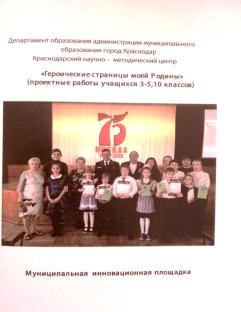 Департамент образования администрации муниципального
образования город Краснодар
Краснодарский научно – методический центр
«Героические страницы моей Родины»
(проектные работы учащихся 3-5,10 классов)
75
ПОБЕДА
Муниципальная инновационная площадка